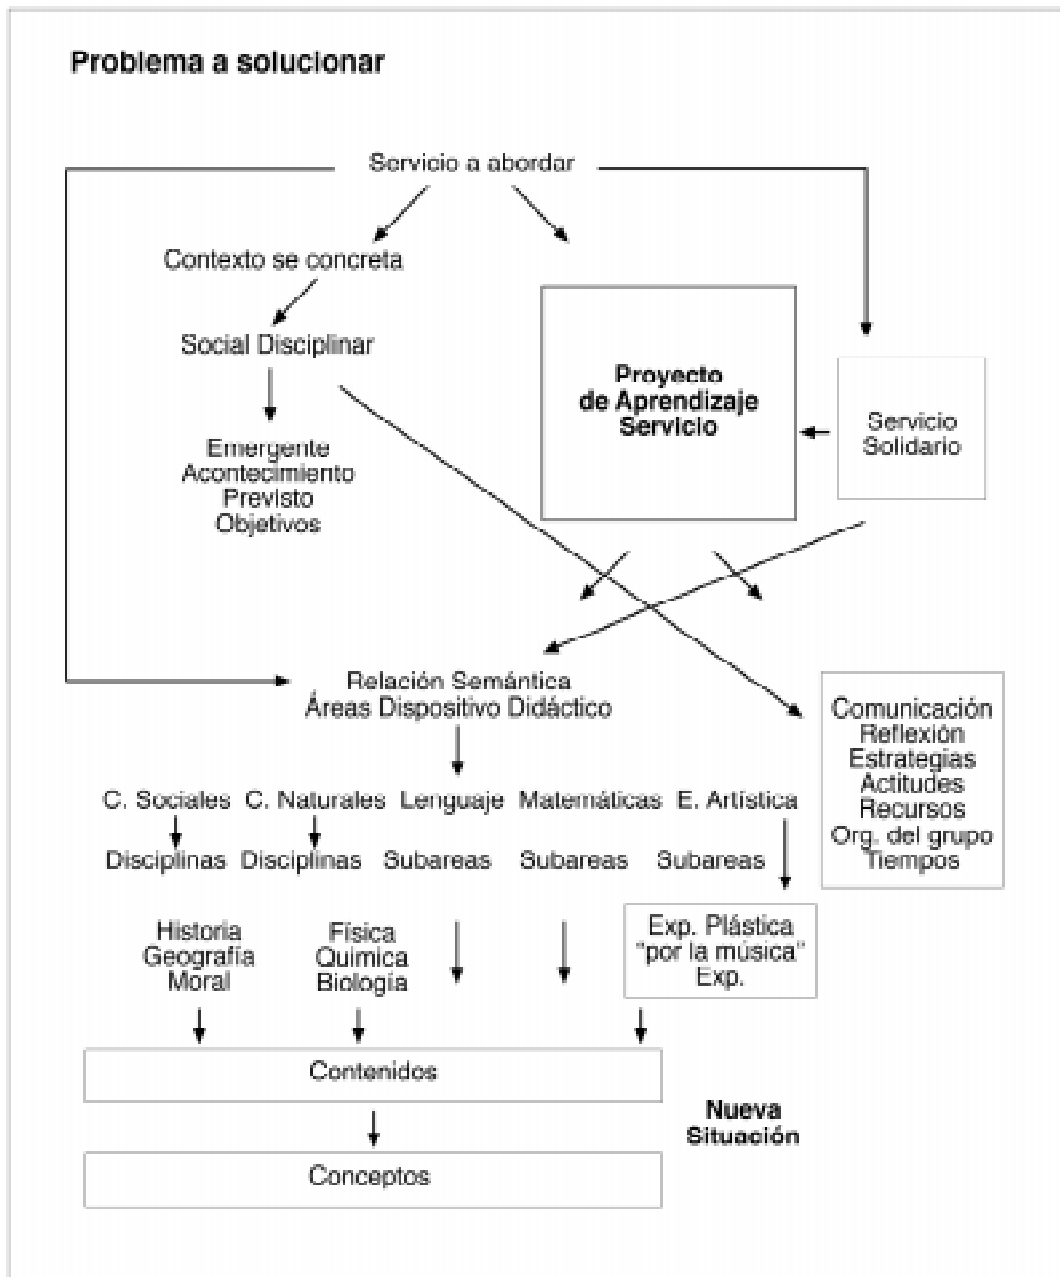 Problema a solucionar
Servicio a abordar
Contexto se concreta
Social Disciplinar
Emergente
Acontecimiento
Previsto
Objetivos
Proyecto
de Aprendizaje
Servicio
Servicio
Solidario
Relación Semántica
Áreas Dispositivo Didáctico
Comunicación
Reflexión
Estrategias
Actitudes
Recursos
Org. del grupo
Tiempos
C. Sociales C. Naturales Lenguaje Matemáticas E. Artística
Disciplinas Disciplinas Subareas Subareas Subareas
Historia
Geografía
Moral
Física
Quimica
Biología
Exp. Plástica
"por la música"
Exp.
Contenidos
Nueva
Situación
Conceptos